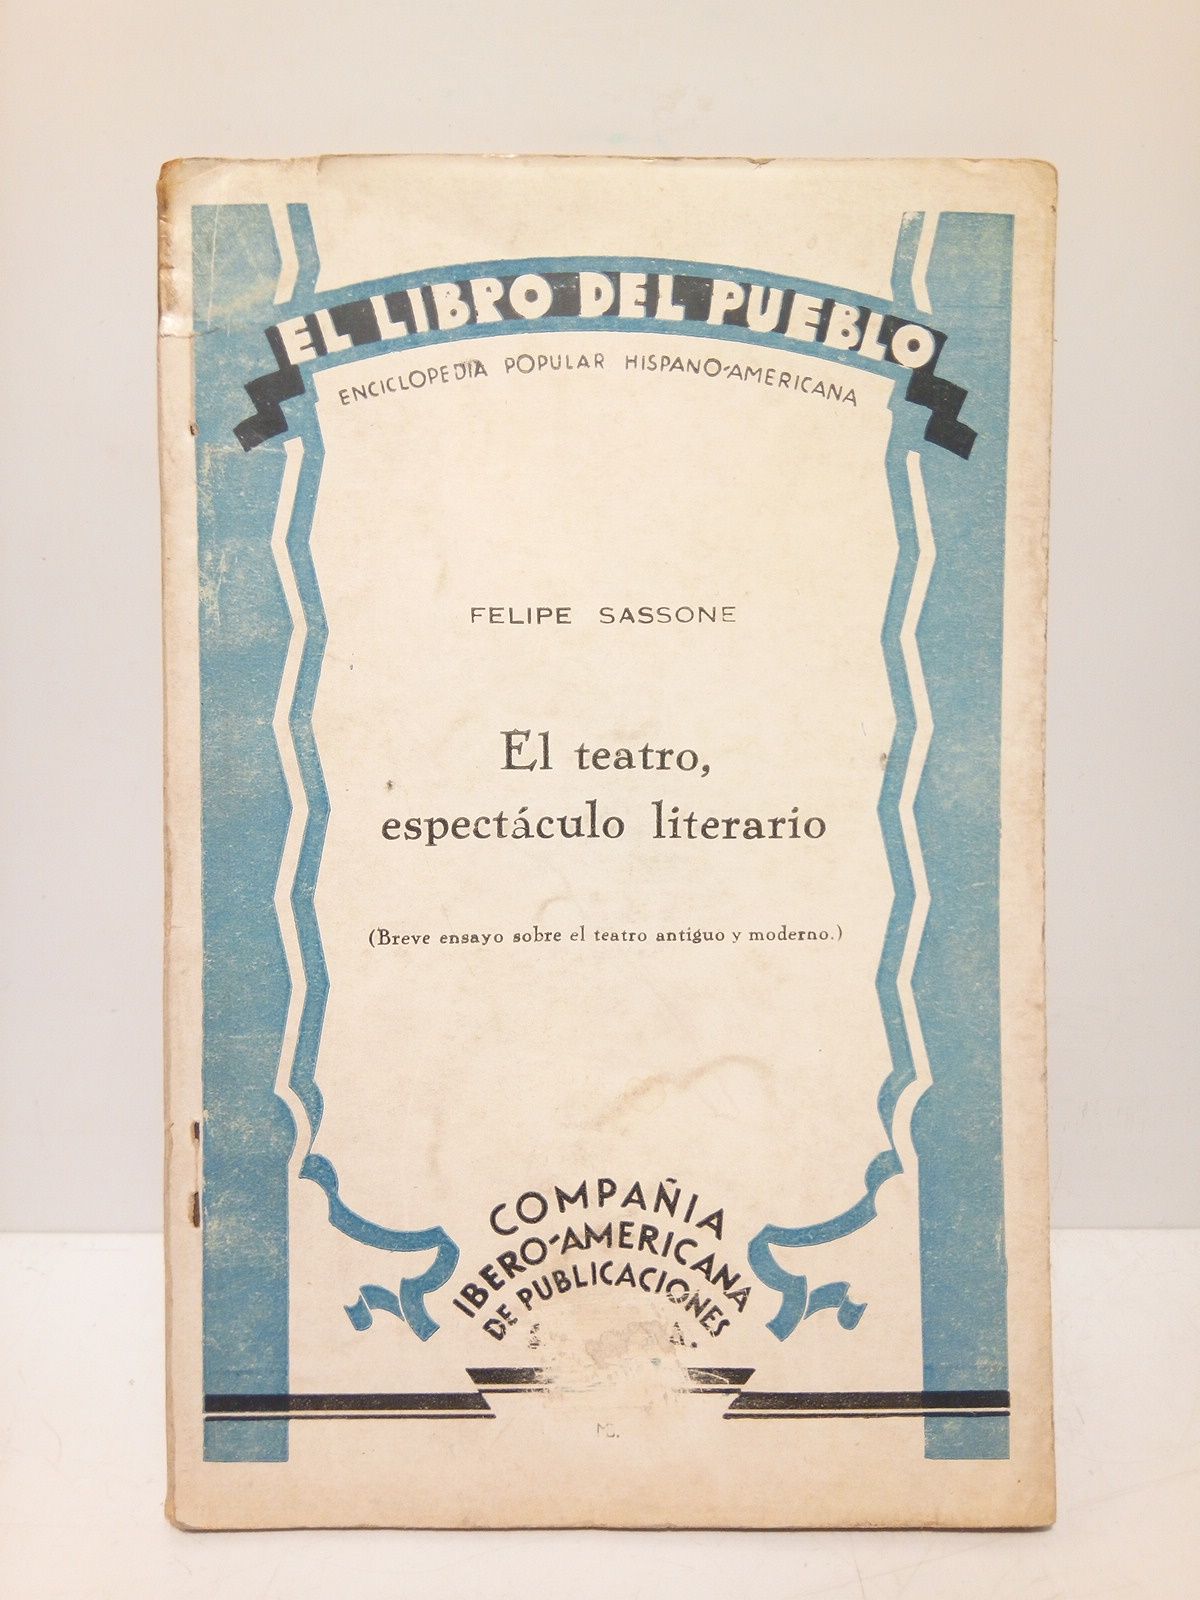 EL LIBRO DEL PUEBLO
ENCICLOPEDIA POPULAR HISPANO-AMERICANA
FELIPE SASSONE
El teatro,
espectáculo literario
(Breve ensayo sobre el teatro antiguo y moderno.)
COMPAÑIA
IBERO-AMERICANA
DE PUBLICACIONES
S. A.